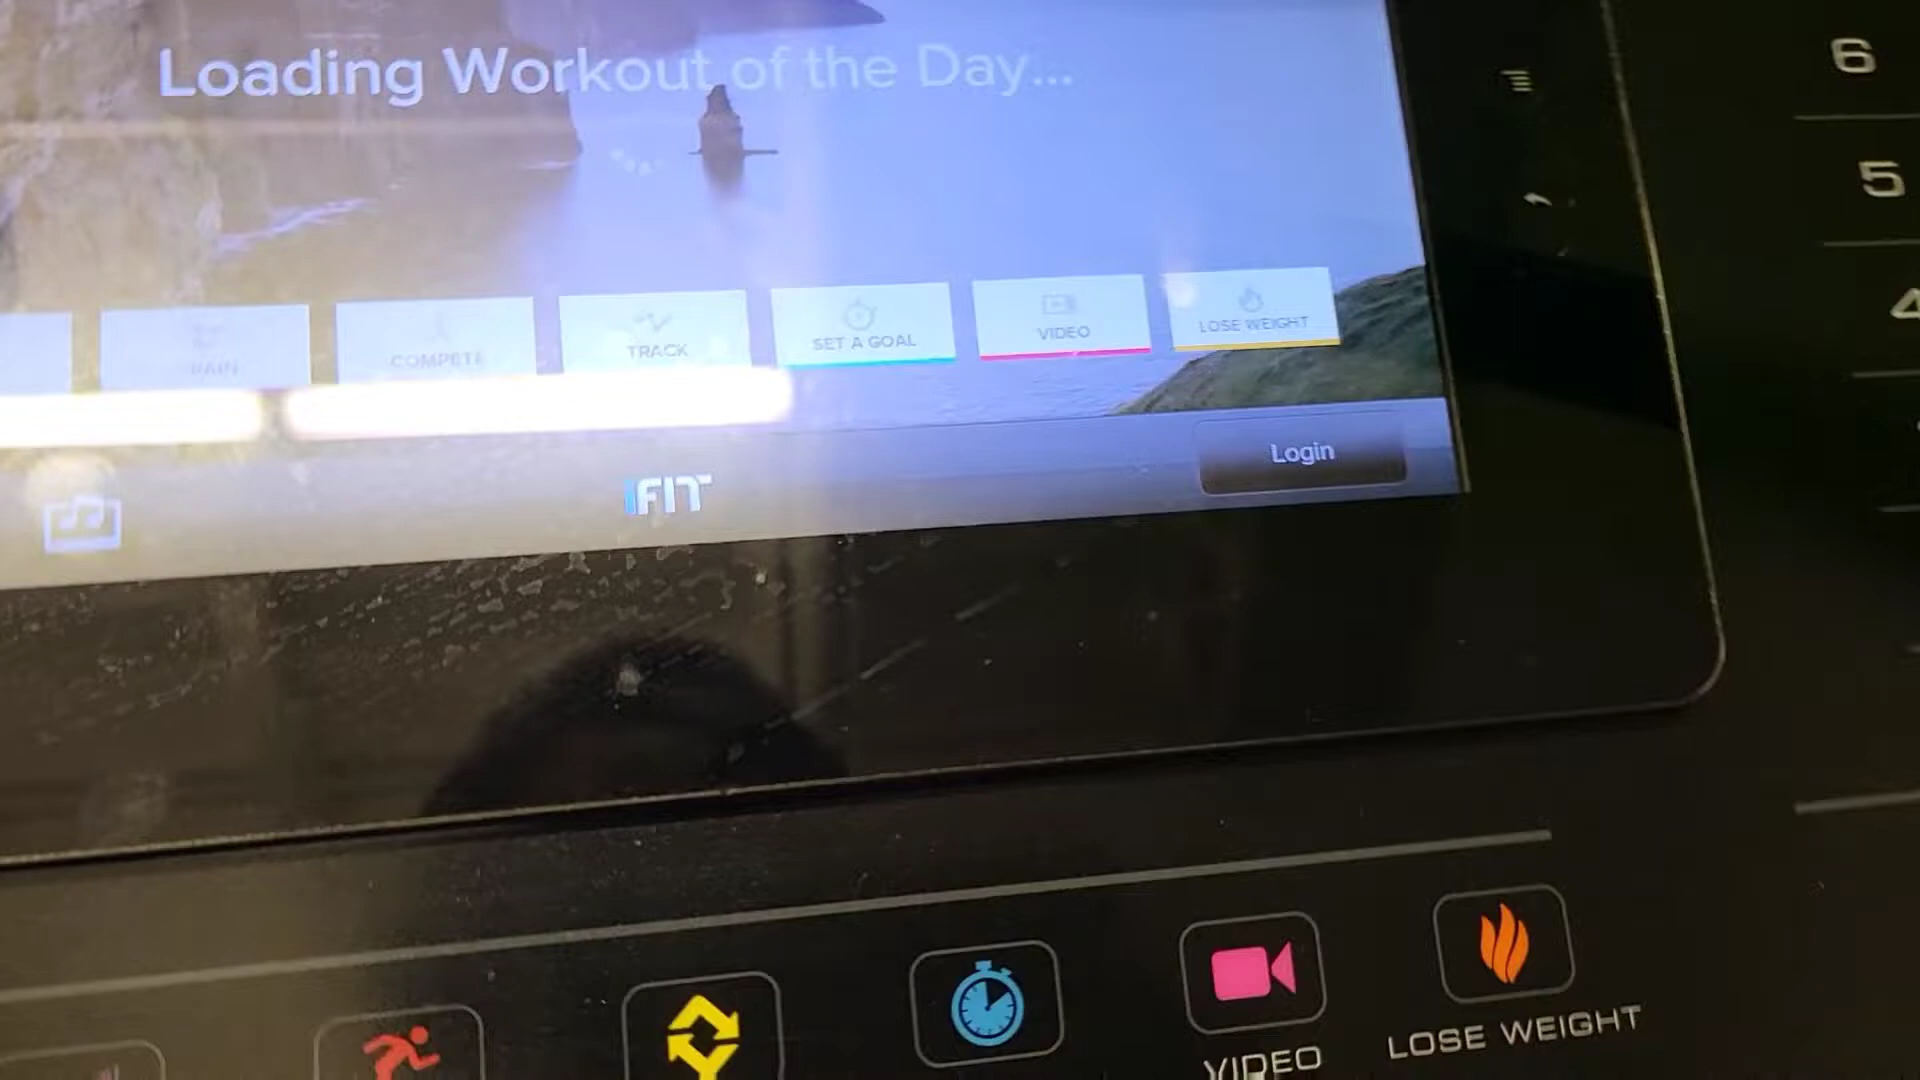 Loading Workout of the Day...
COMPETE
TRACK
SET A GOAL
VIDEO
LOSE WEIGHT
iFIT
Login
6
5
4
VIDEO
LOSE WEIGHT